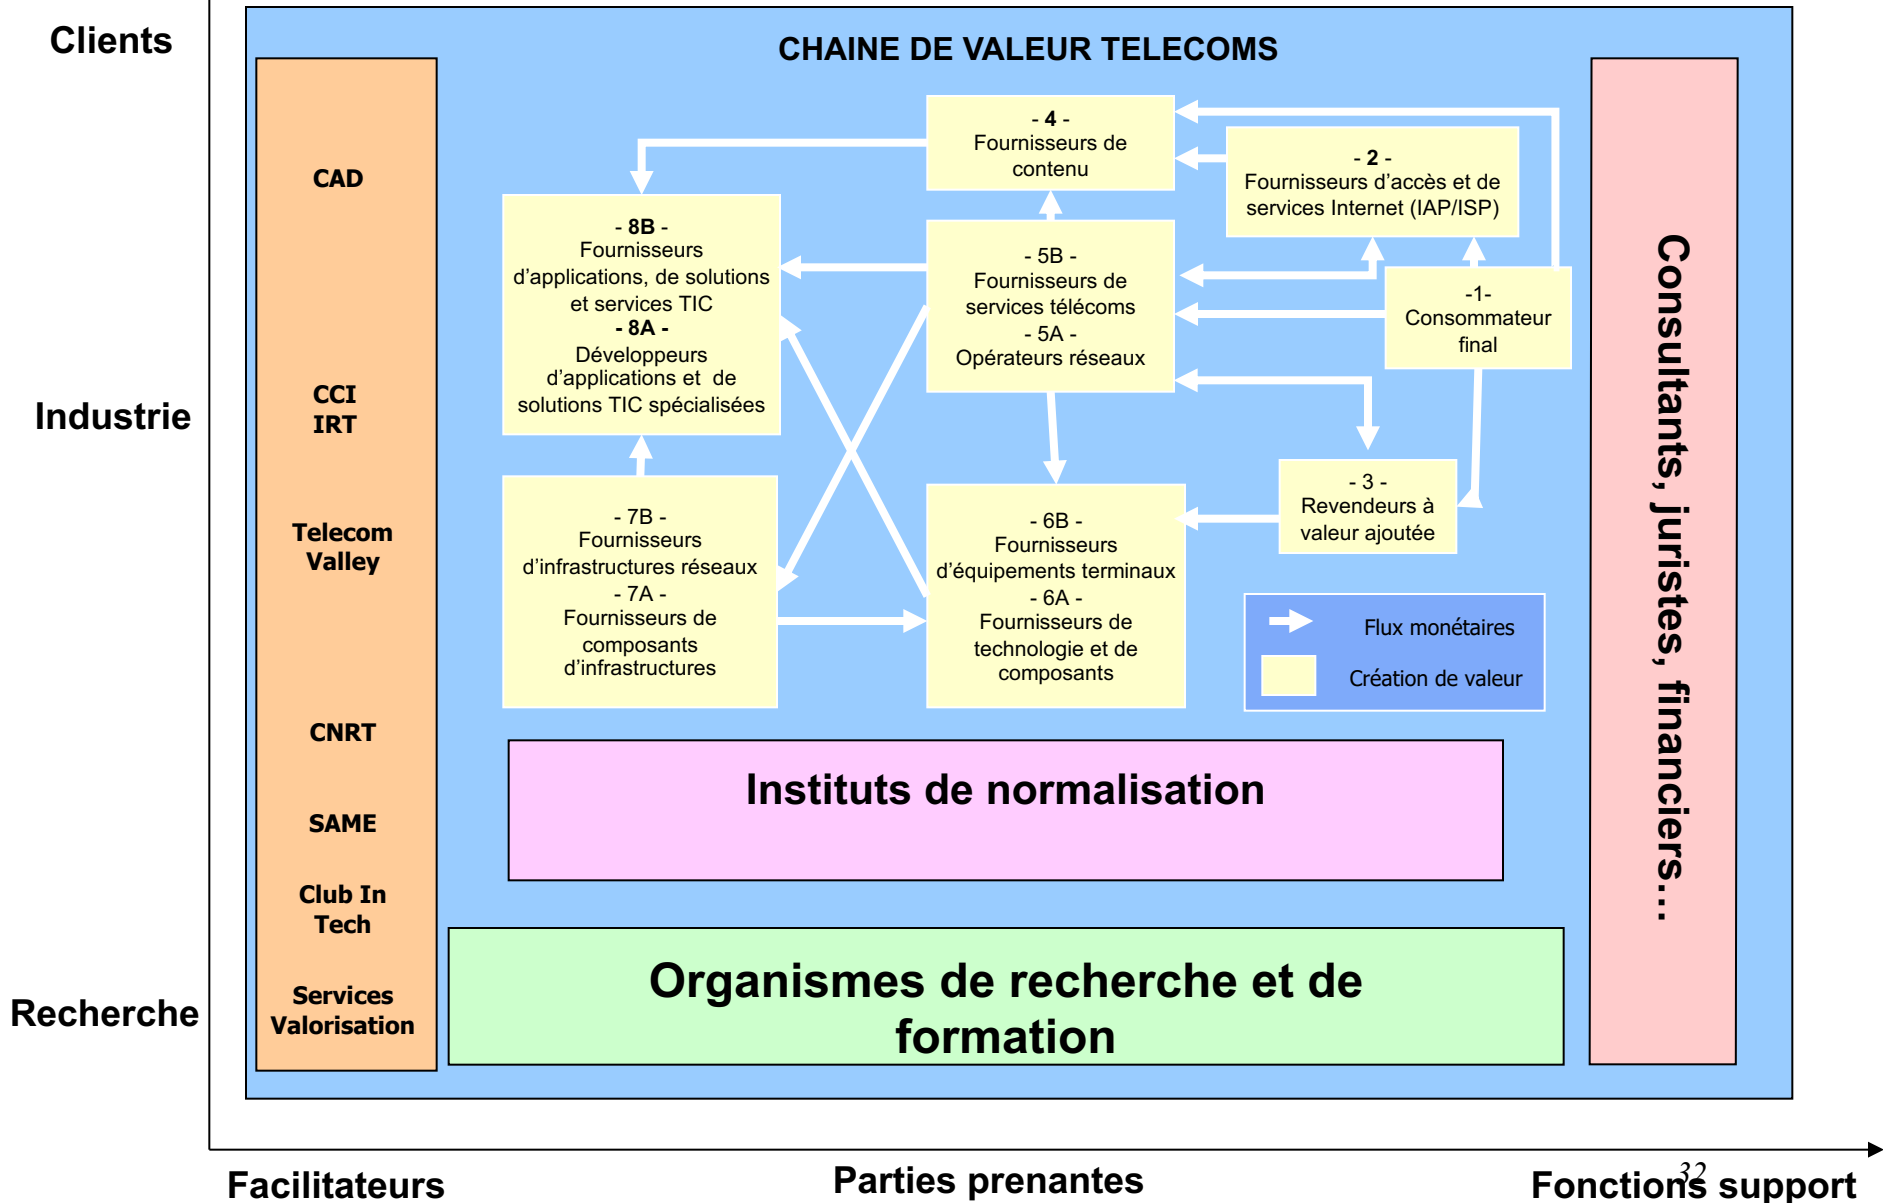 Clients
Industrie
Recherche
CHAINE DE VALEUR TELECOMS
CAD
CCI
IRT
Telecom
Valley
CNRT
SAME
Club In
Tech
Services
Valorisation
- 4 -
Fournisseurs de
contenu
- 2 -
Fournisseurs d’accès et de
services Internet (IAP/ISP)
- 8B -
Fournisseurs
d’applications, de solutions
et services TIC
- 8A -
Développeurs
d’applications et de
solutions TIC spécialisées
- 5B -
Fournisseurs de
services télécoms
- 5A -
Opérateurs réseaux
-1-
Consommateur
final
- 7B -
Fournisseurs
d’infrastructures réseaux
- 7A -
Fournisseurs de
composants
d’infrastructures
- 6B -
Fournisseurs
d’équipements terminaux
- 6A -
Fournisseurs de
technologie et de
composants
- 3 -
Revendeurs à
valeur ajoutée
Flux monétaires
Création de valeur
Instituts de normalisation
Organismes de recherche et de
formation
Consultants, juristes, financiers…
Facilitateurs
Parties prenantes
Fonctions support
32